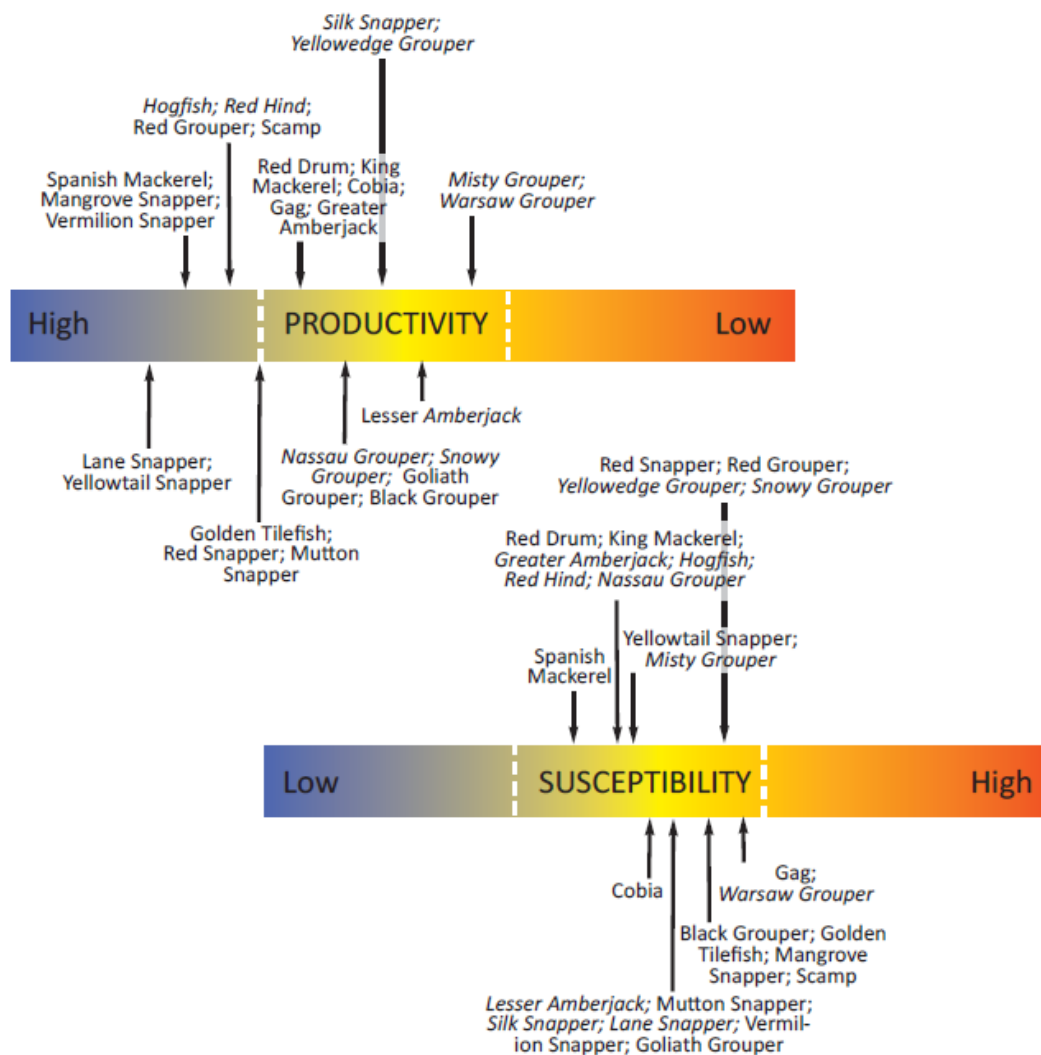 Silk Snapper;
Yellowedge Grouper
Hogfish; Red Hind;
Red Grouper; Scamp
Spanish Mackerel;
Mangrove Snapper;
Vermilion Snapper
Red Drum; King
Mackerel; Cobia;
Gag; Greater
Amberjack
Misty Grouper;
Warsaw Grouper
High PRODUCTIVITY Low
Lane Snapper;
Yellowtail Snapper
Golden Tilefish;
Red Snapper; Mutton
Snapper
Nassau Grouper; Snowy
Grouper; Goliath
Grouper; Black Grouper
Lesser Amberjack
Red Snapper; Red Grouper;
Yellowedge Grouper; Snowy Grouper
Red Drum; King Mackerel;
Greater Amberjack; Hogfish;
Red Hind; Nassau Grouper
Spanish
Mackerel
Yellowtail Snapper;
Misty Grouper
Low SUSCEPTIBILITY High
Cobia
Gag;
Warsaw Grouper
Black Grouper; Golden
Tilefish; Mangrove
Snapper; Scamp
Lesser Amberjack; Mutton Snapper;
Silk Snapper; Lane Snapper; Vermil-
ion Snapper; Goliath Grouper